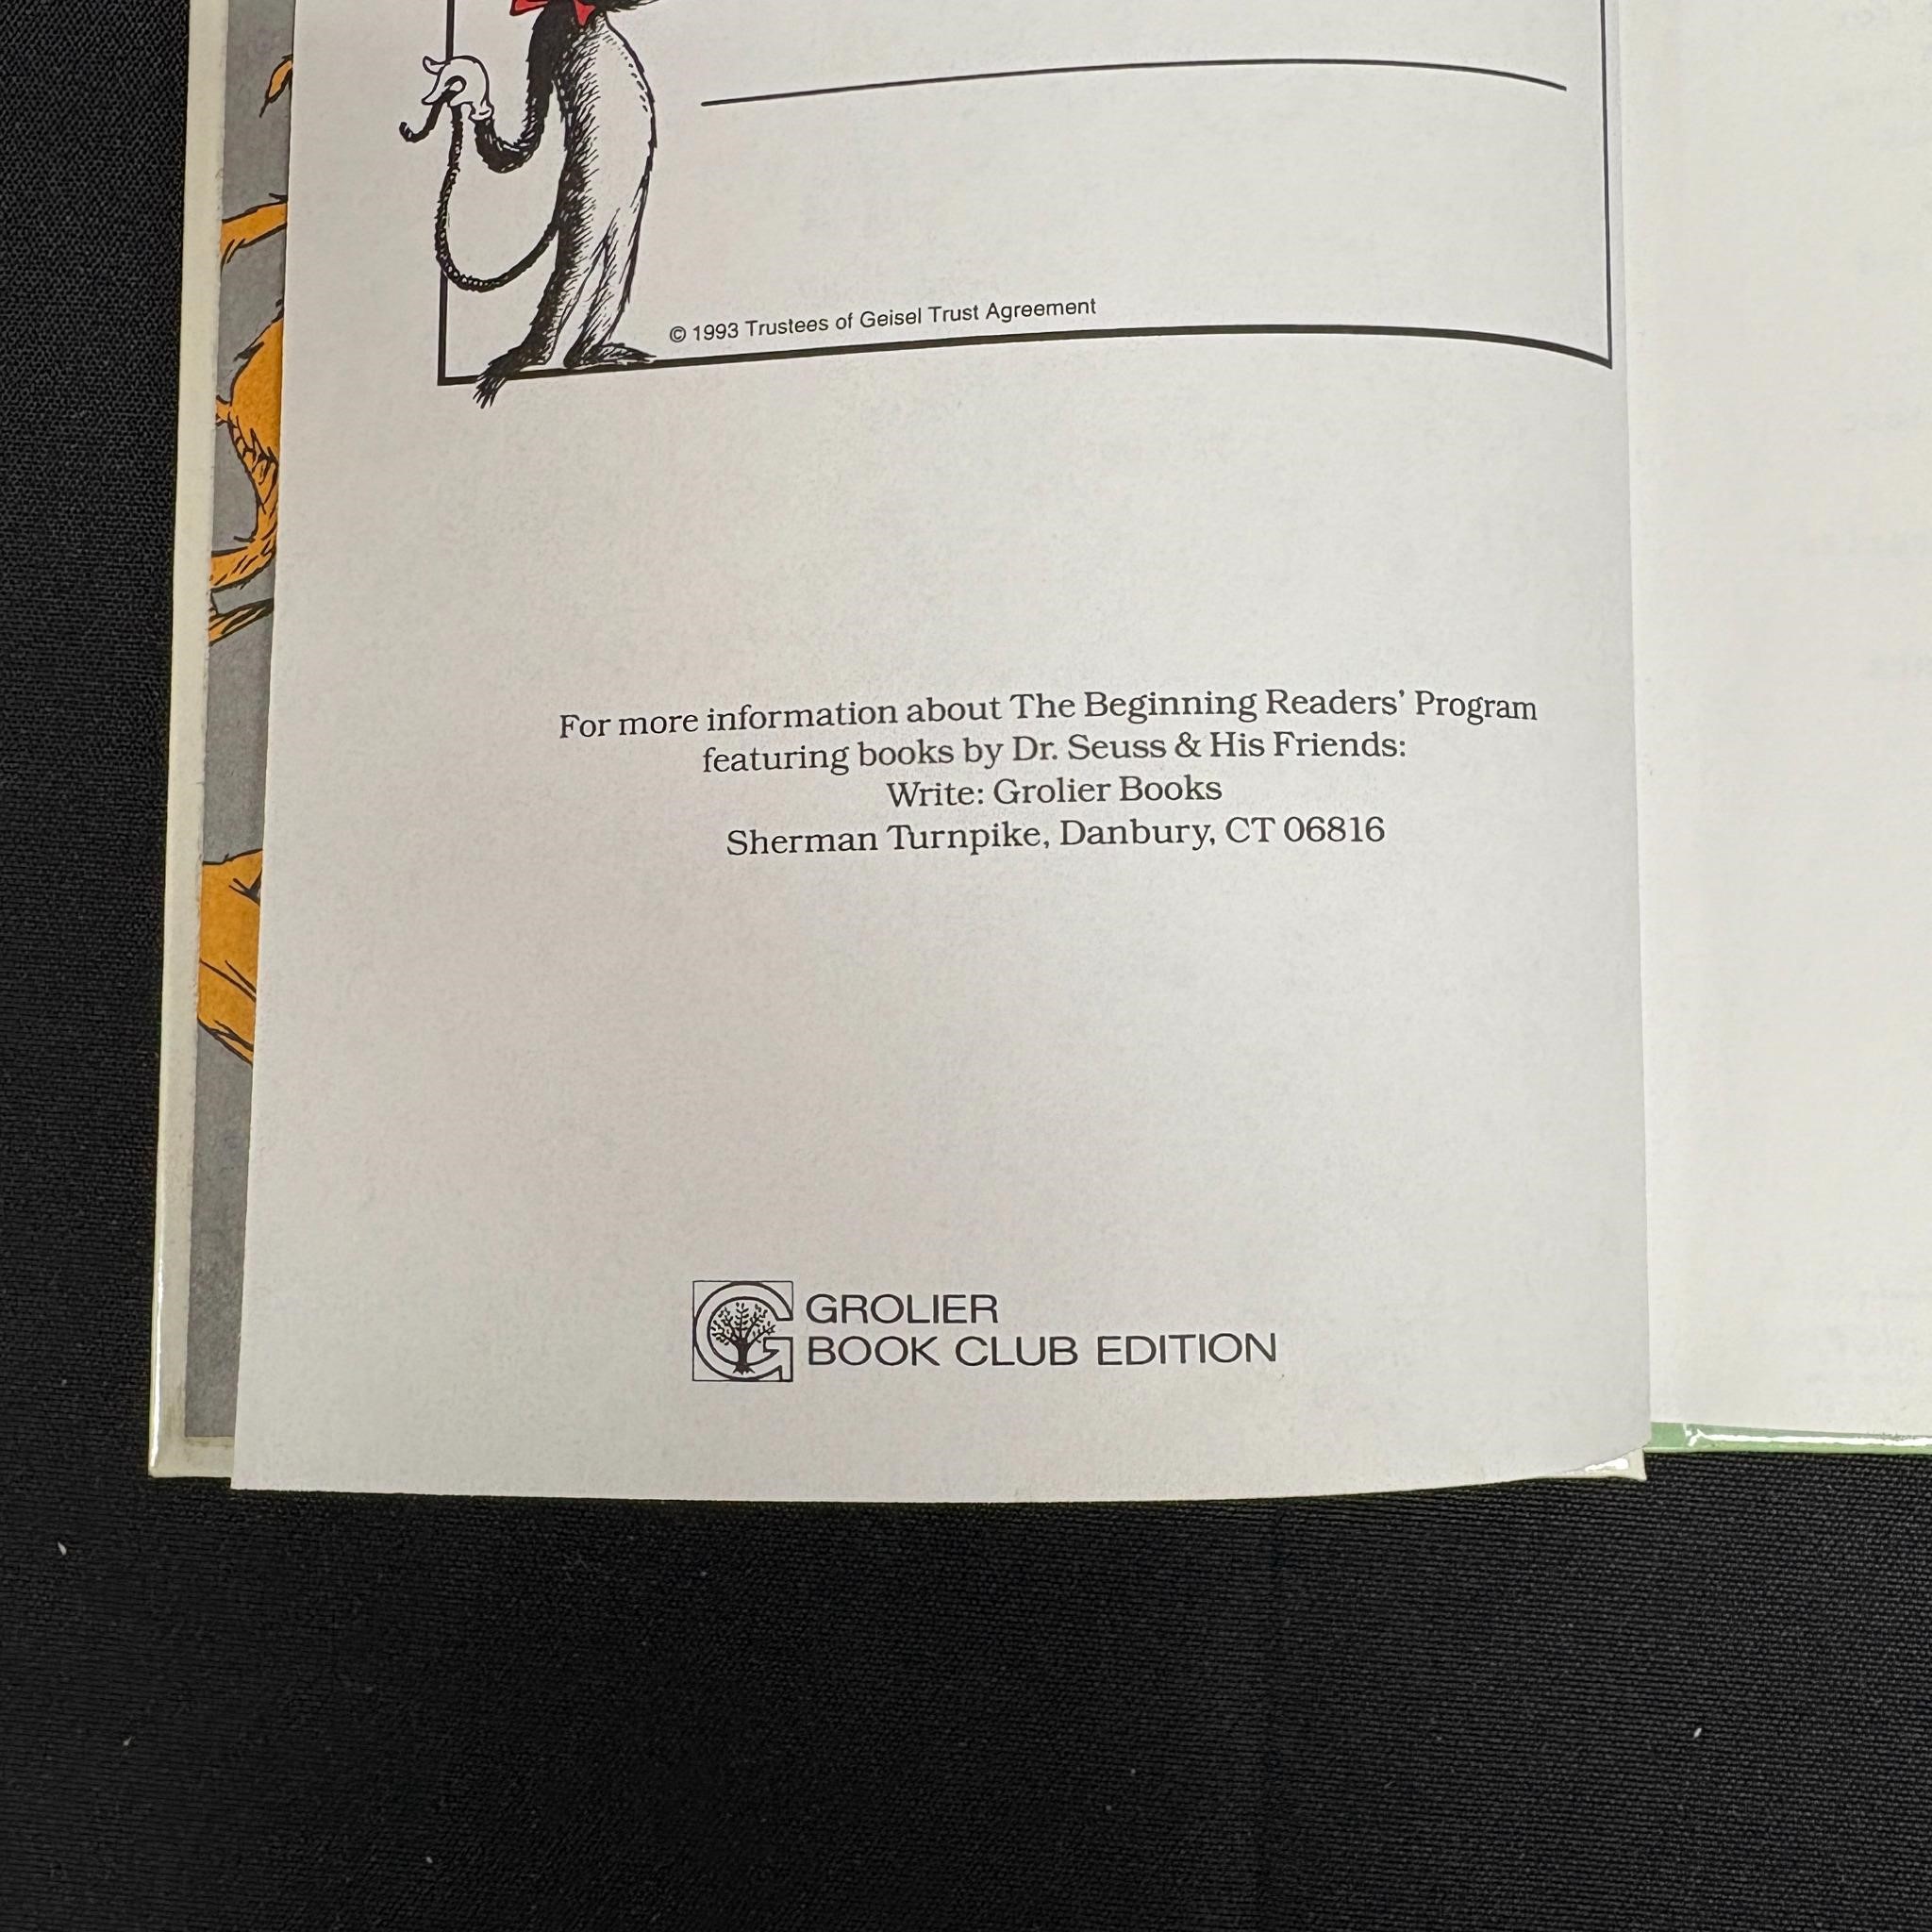 © 1993 Trustees of Geisel Trust Agreement
For more information about The Beginning Readers' Program
featuring books by Dr. Seuss & His Friends:
Write: Grolier Books
Sherman Turnpike, Danbury, CT 06816
GROLIER
BOOK CLUB EDITION